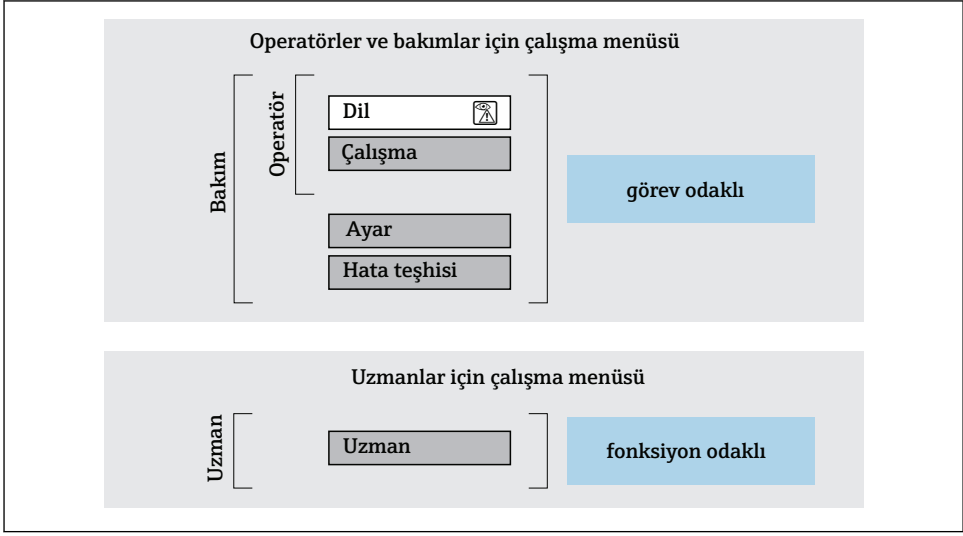 Operatörler ve bakımlar için çalışma menüsü
Bakım
Operatör
Dil
Çalışma
Ayar
Hata teşhisi
görev odaklı
Uzmanlar için çalışma menüsü
Uzman
Uzman
fonksiyon odaklı